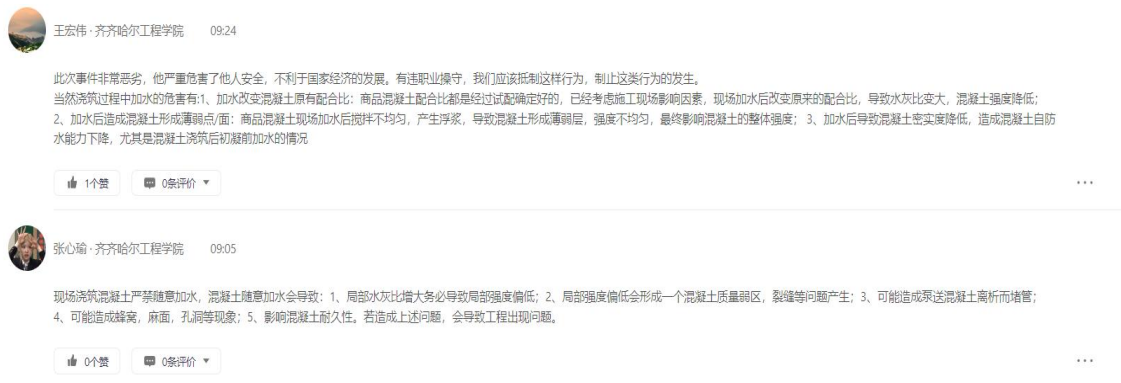 王宏伟 · 齐齐哈尔工程学院 09:24
此次事件非常恶劣，他严重危害了他人安全，不利于国家经济的发展。有违职业操守，我们应该抵制这样行为，制止这类行为的发生。
当然浇筑过程中加水的危害有:1、加水改变混凝土原有配合比：商品混凝土配合比都是经过试配确定好的，已经考虑施工现场影响因素，现场加水后改变原来的配合比，导致水灰比变大，混凝土强度降低；
2、加水后造成混凝土形成薄弱点/面：商品混凝土现场加水后搅拌不均匀，产生浮浆，导致混凝土形成薄弱层，强度不均匀，最终影响混凝土的整体强度； 3、加水后导致混凝土密实度降低，造成混凝土自防
水能力下降，尤其是混凝土浇筑后初凝前加水的情况
1个赞 0条评价
张心瑜 · 齐齐哈尔工程学院 09:05
现场浇筑混凝土严禁随意加水，混凝土随意加水会导致：1、局部水灰比增大务必导致局部强度偏低；2、局部强度偏低会形成一个混凝土质量弱区，裂缝等问题产生；3、可能造成泵送混凝土离析而堵管；
4、可能造成蜂窝，麻面，孔洞等现象；5、影响混凝土耐久性。若造成上述问题，会导致工程出现问题。
0个赞 0条评价